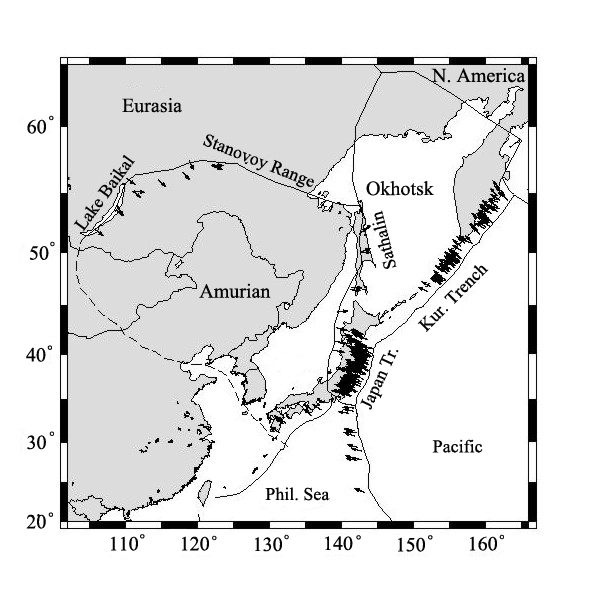 N. America
Eurasia
60°
Stanovoy Range
Lake Baikal
Okhotsk
Sathalin
50°
Amurian
Kur. Trench
40°
Japan Tr.
30°
Pacific
Phil. Sea
20°
110° 120° 130° 140° 150° 160°